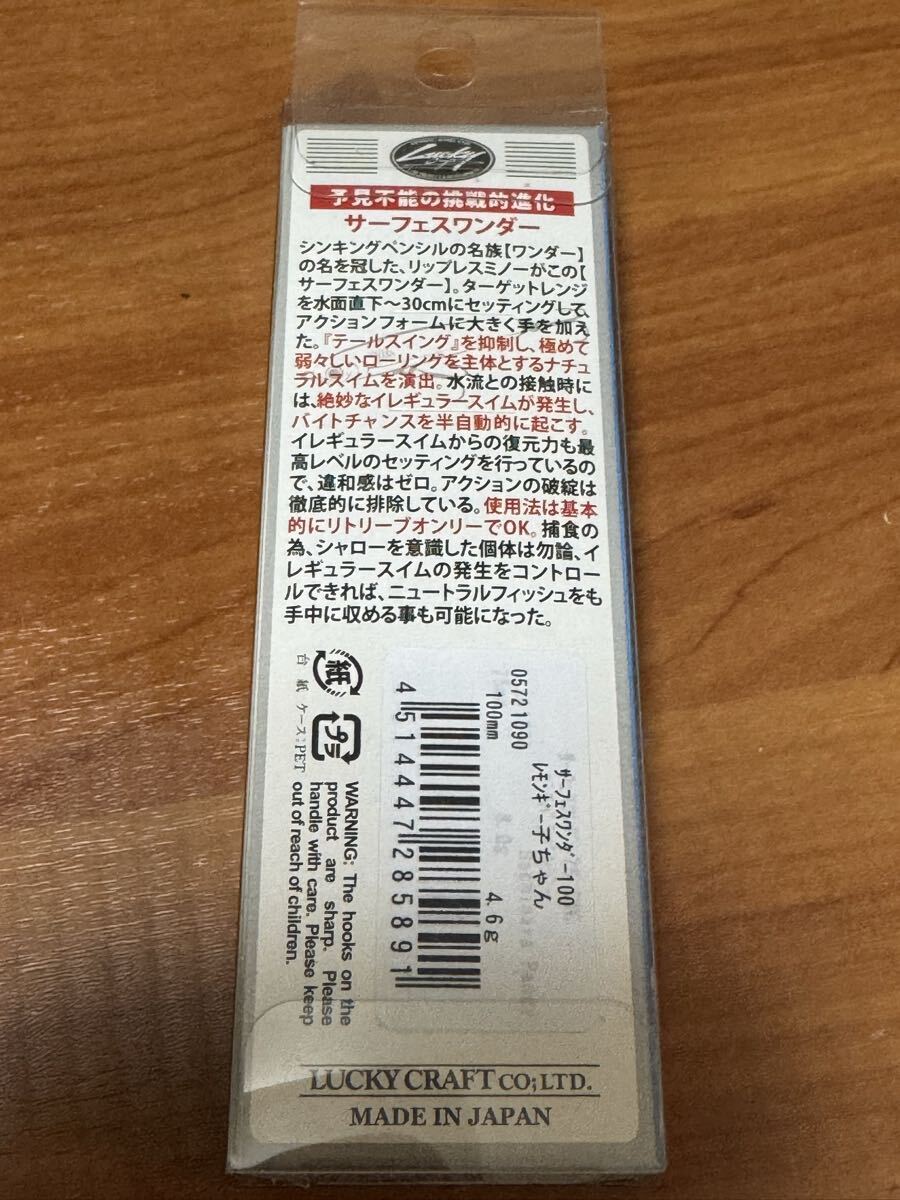 Lucky
予見不能の挑戦的進化
サーフェスワンダー
シンキングペンシルの名族【ワンダー】
の名を冠した、リップレスミノーがこの【
サーフェスワンダー】。ターゲットレンジ
を水面直下〜30cmにセッティングして、
アクションフォームに大きく手を加え
た。『テールスイング』を抑制し、極めて
弱々しいローリングを主体とするナチュ
ラルスイムを演出。水流との接触時に
は、絶妙なイレギュラースイムが発生し、
バイトチャンスを半自動的に起こす。
イレギュラースイムからの復元力も最
高レベルのセッティングを行っているの
で、違和感はゼロ。アクションの破綻は
徹底的に排除している。使用法は基本
的にリトリーブオンリーでOK。捕食の
為、シャローを意識した個体は勿論、イ
レギュラースイムの発生をコントロー
ルできれば、ニュートラルフィッシュをも
手中に収める事も可能になった。
紙
プラ
台紙 ケース:PET
WARNING: The hooks on the
product are sharp. Please
handle with care. Please keep
out of reach of children.
05721090
100mm
4.6g
ｻｰﾌｪｽﾜﾝﾀﾞｰ100
ﾚﾓﾝｷﾞｰ子ちゃん
4514447285891
LUCKY CRAFT CO;LTD.
MADE IN JAPAN